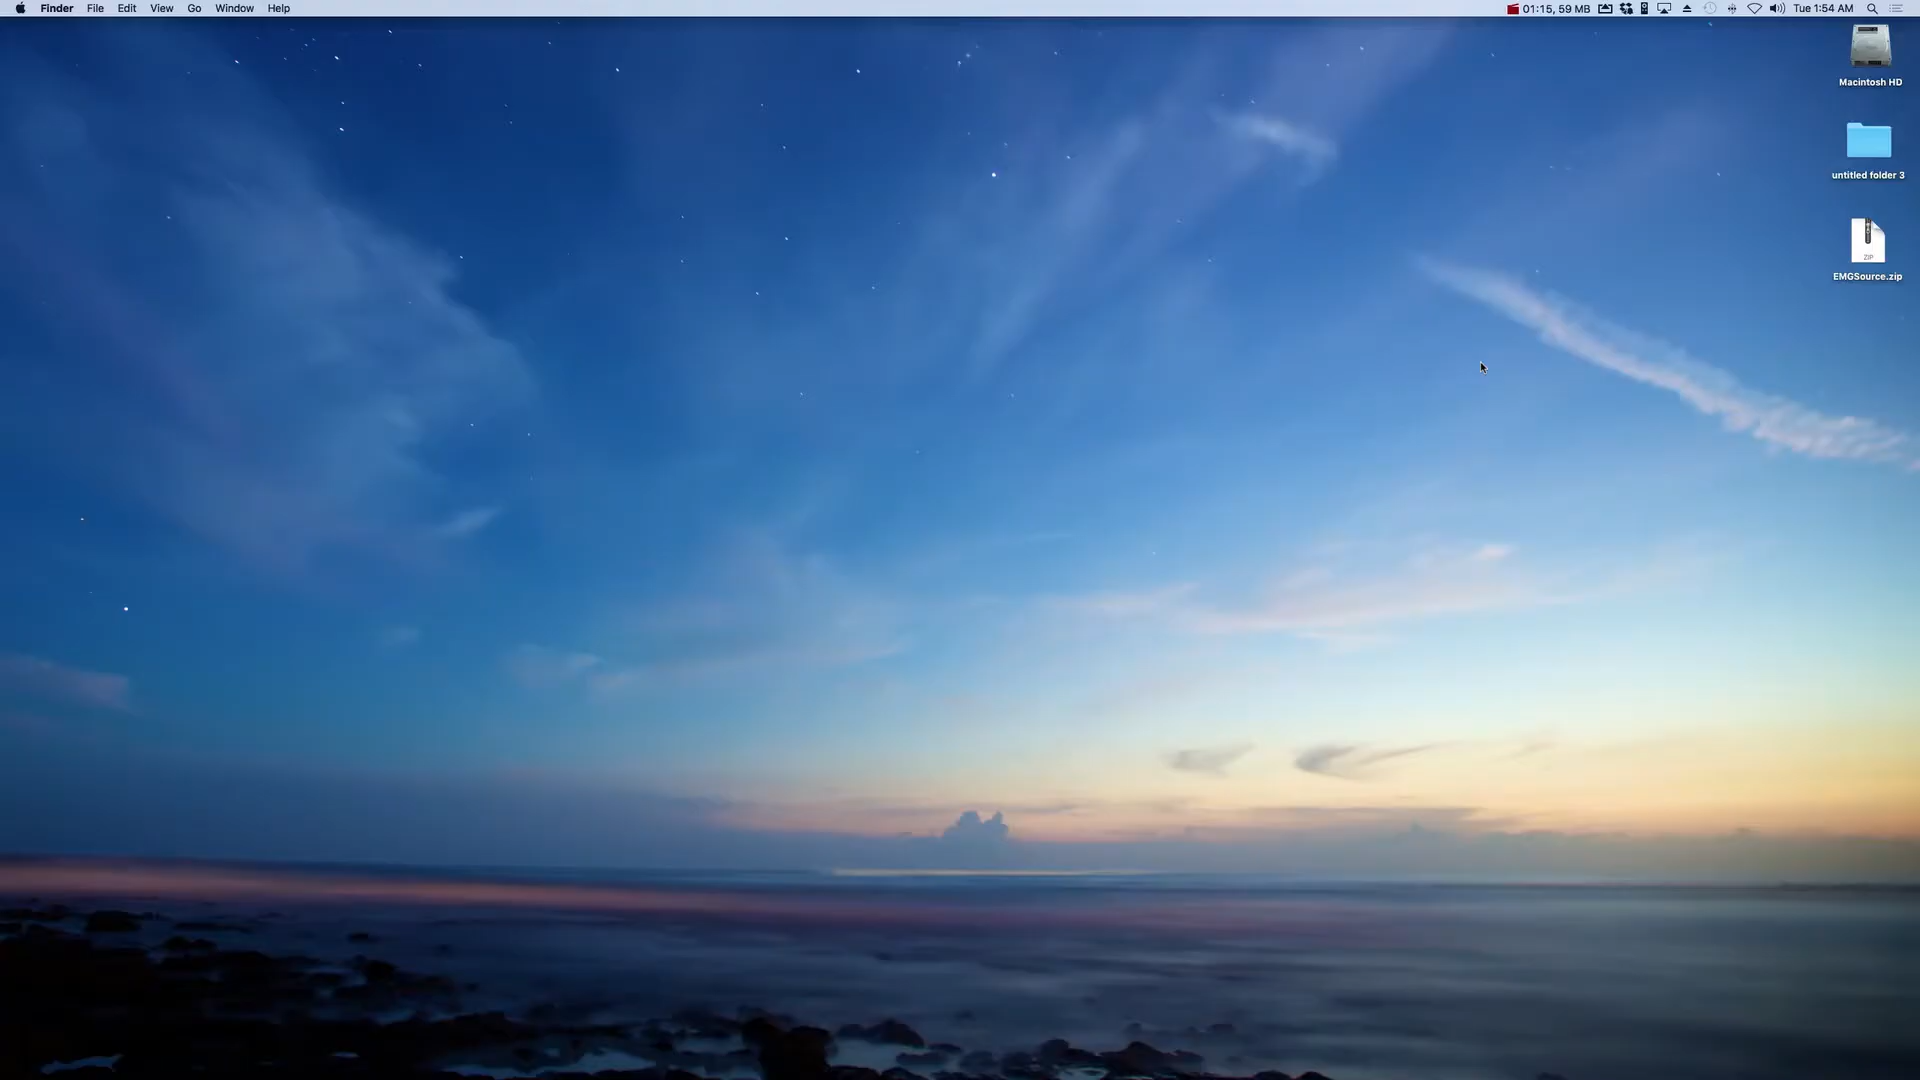 Finder File Edit View Go Window Help 01:15, 59 MB Tue 1:54 AM
Macintosh HD
untitled folder 3
ZIP
EMGSource.zip